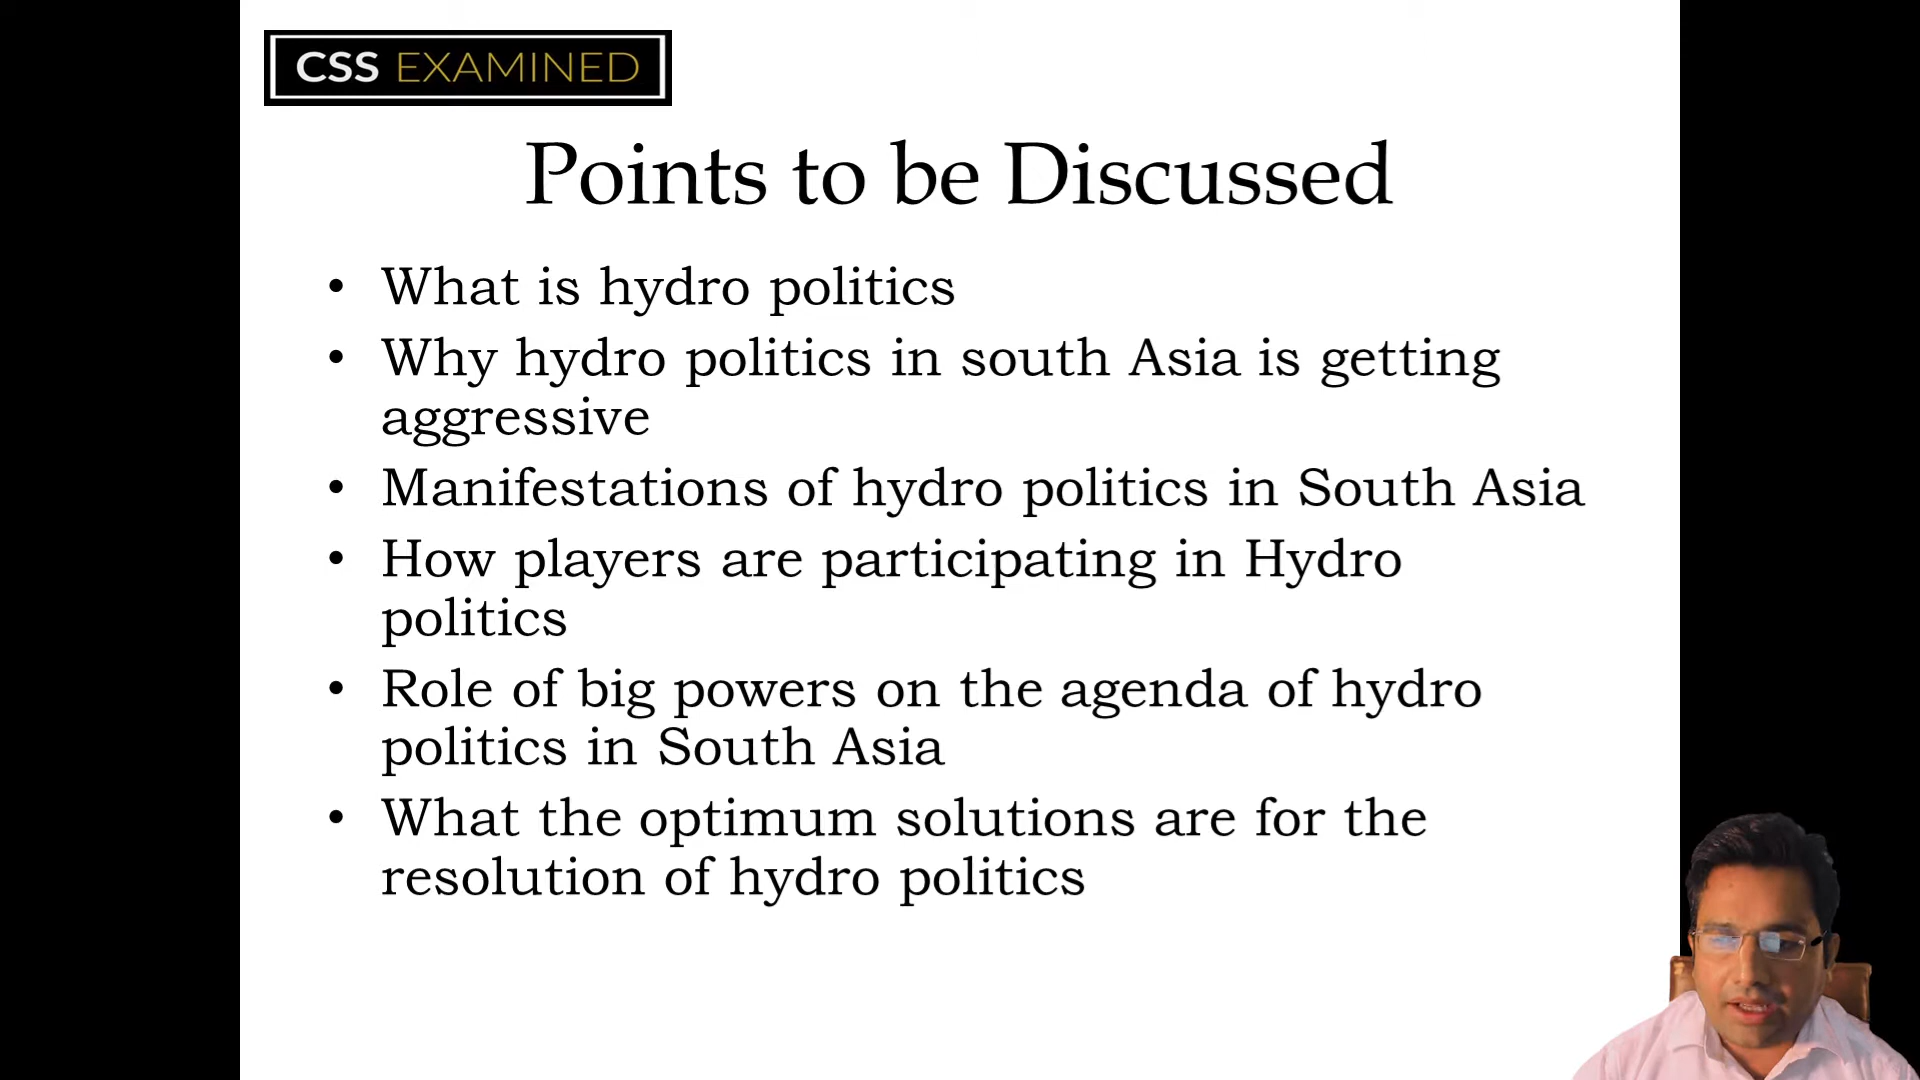 CSS EXAMINED
Points to be Discussed
• What is hydro politics
• Why hydro politics in south Asia is getting
aggressive
• Manifestations of hydro politics in South Asia
• How players are participating in Hydro
politics
• Role of big powers on the agenda of hydro
politics in South Asia
• What the optimum solutions are for the
resolution of hydro politics